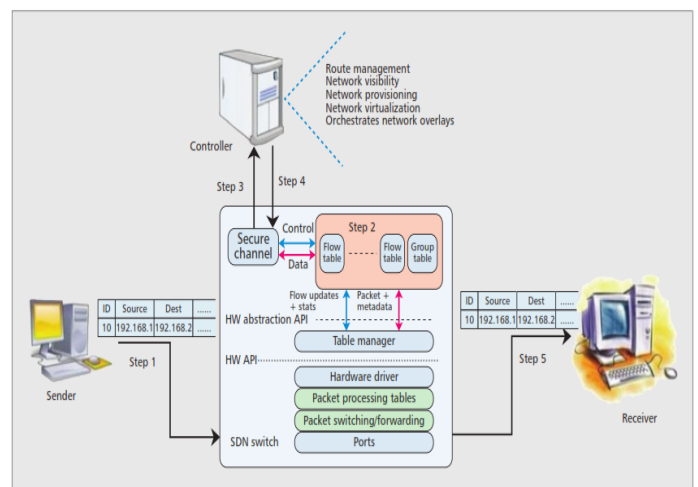 Route management
Network visibility
Network provisioning
Network virtualization
Orchestrates network overlays
Controller
Step 3
Step 4
Secure
channel
Control
Data
Step 2
Flow
table
Flow
table
Group
table
Flow updates
+ stats
Packet +
metadata
HW abstraction API
Table manager
HW API
Hardware driver
Packet processing tables
Packet switching/forwarding
SDN switch
Ports
ID Source Dest ......
10 192.168.1 192.168.2 ......
Step 1
Sender
ID Source Dest ......
10 192.168.1 192.168.2 ......
Step 5
Receiver